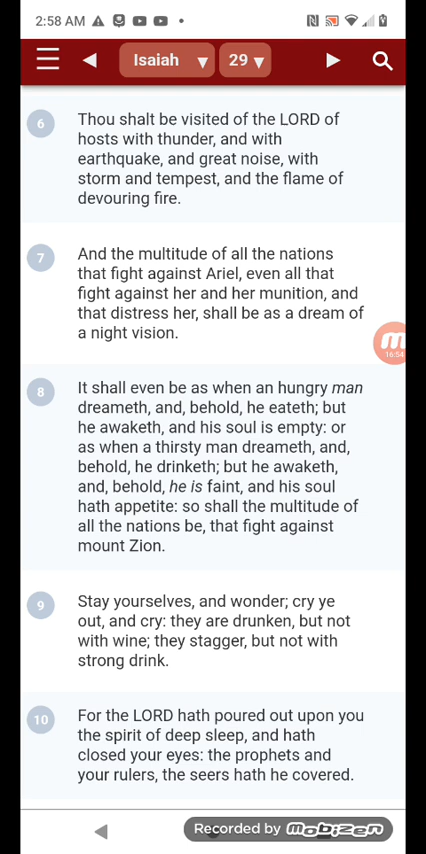 2:58 AM
Isaiah ▼ 29 ▼
6
Thou shalt be visited of the LORD of
hosts with thunder, and with
earthquake, and great noise, with
storm and tempest, and the flame of
devouring fire.
7
And the multitude of all the nations
that fight against Ariel, even all that
fight against her and her munition, and
that distress her, shall be as a dream of
a night vision.
m
16:54
8
It shall even be as when an hungry man
dreameth, and, behold, he eateth; but
he awaketh, and his soul is empty: or
as when a thirsty man dreameth, and,
behold, he drinketh; but he awaketh,
and, behold, he is faint, and his soul
hath appetite: so shall the multitude of
all the nations be, that fight against
mount Zion.
9
Stay yourselves, and wonder; cry ye
out, and cry: they are drunken, but not
with wine; they stagger, but not with
strong drink.
10
For the LORD hath poured out upon you
the spirit of deep sleep, and hath
closed your eyes: the prophets and
your rulers, the seers hath he covered.
Recorded by Mobizen